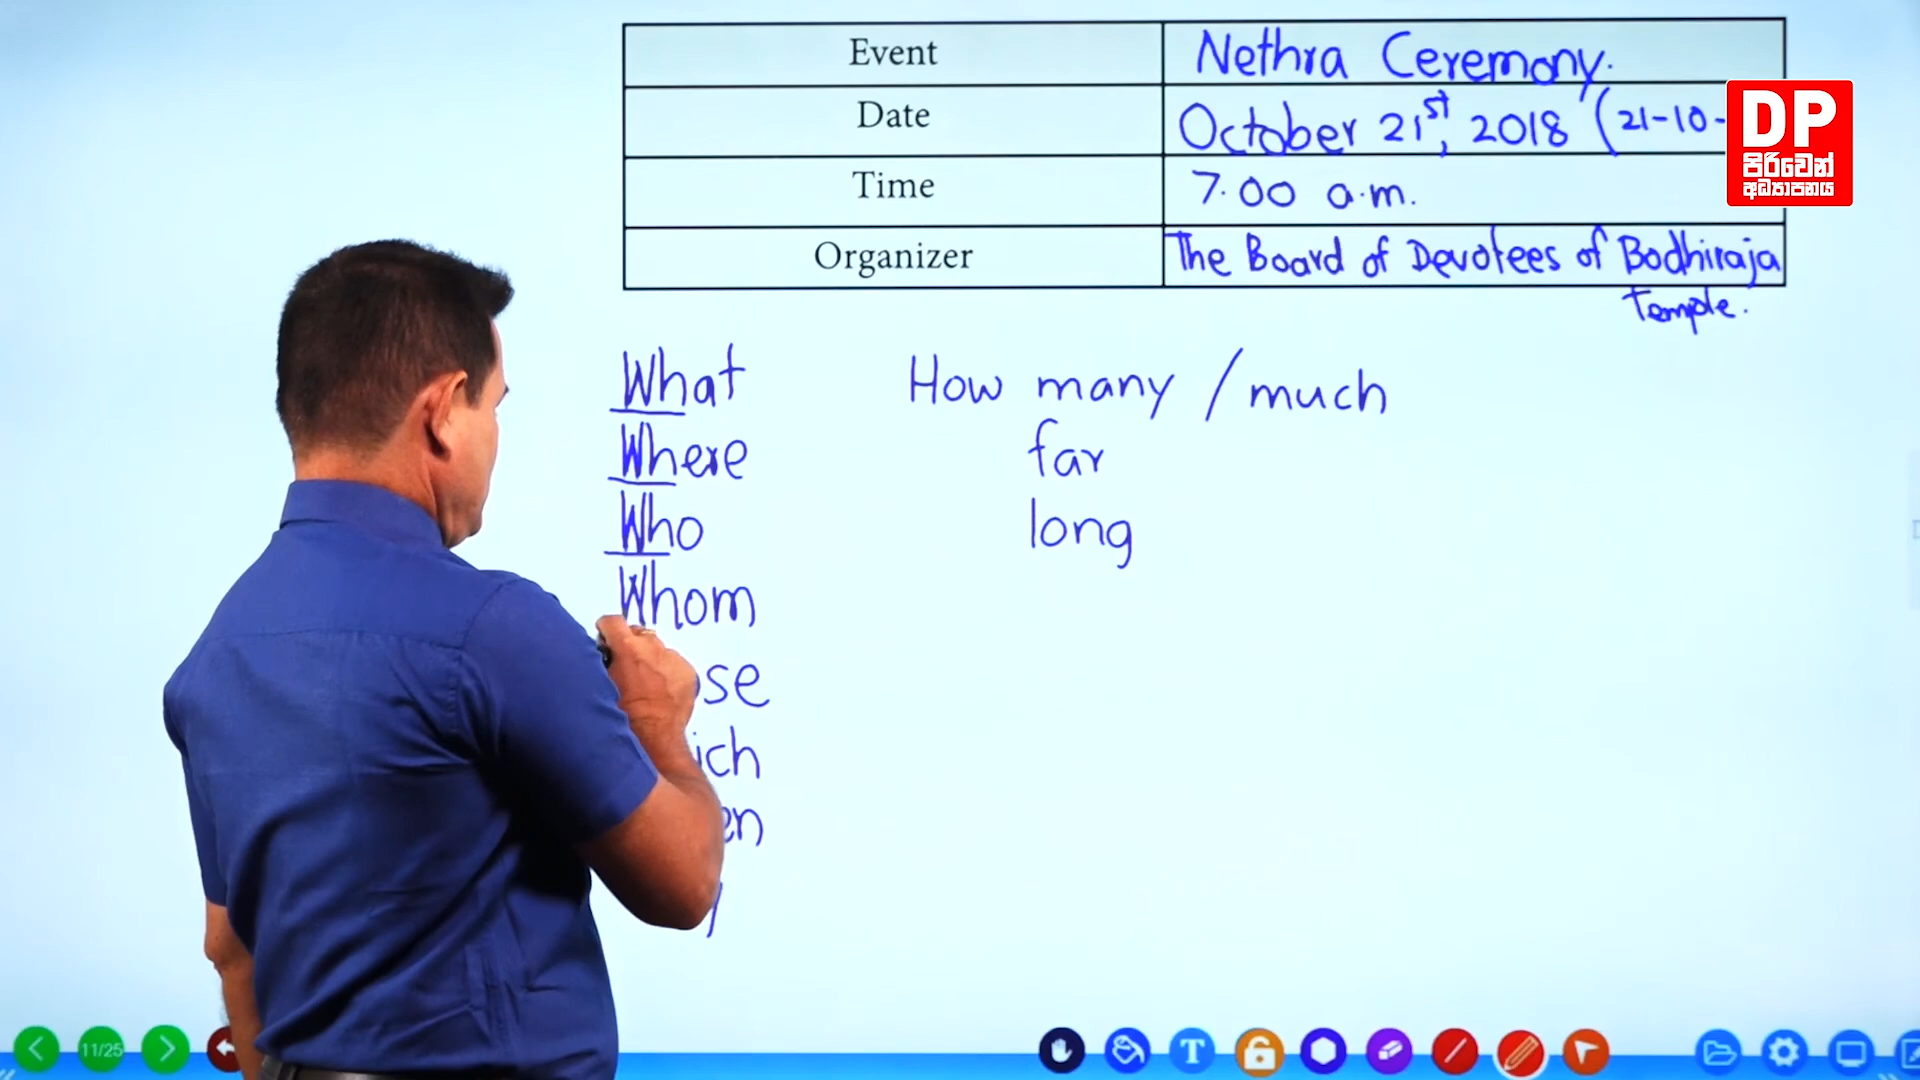 Event Nethra Ceremony.
Date October 21st, 2018 (21-10-
Time 7.00 a.m.
Organizer The Board of Devotees of Bodhiraja
Temple.
DP
පිරිවෙන්
අධ්‍යාපනය
What How many / much
Where far
Who long
Whom
ose
ich
en
11/25
T